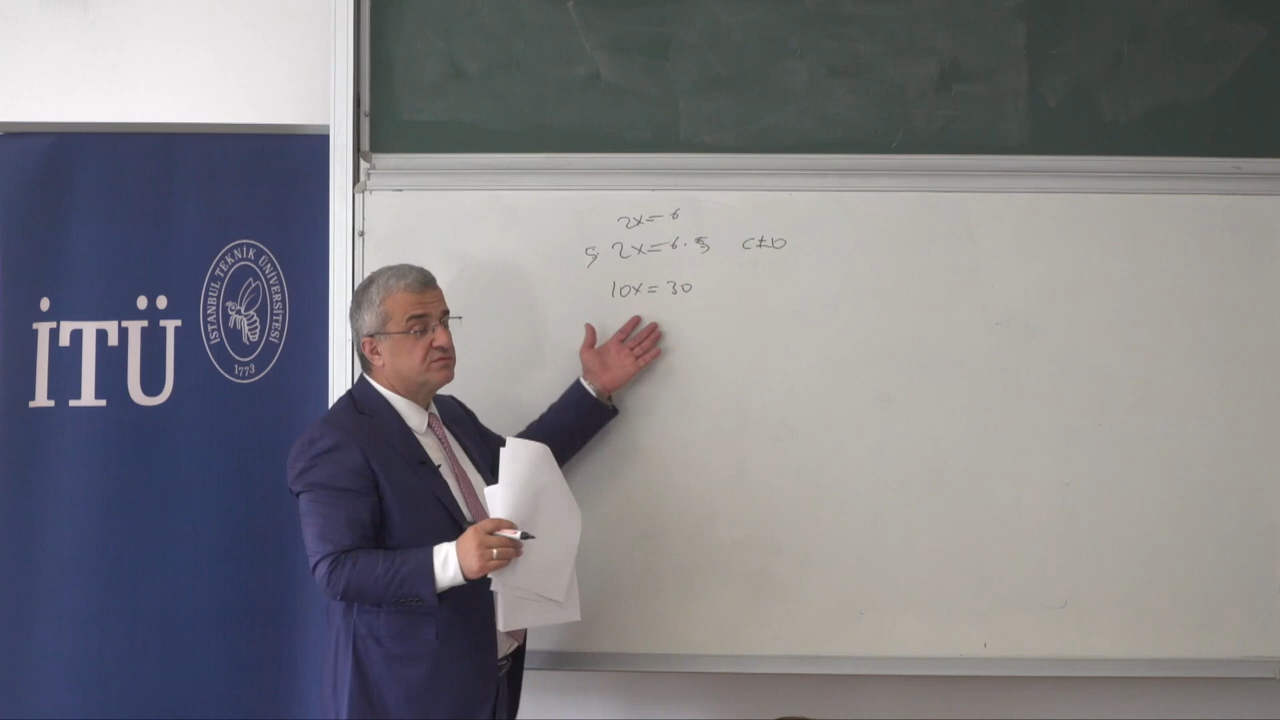 İTÜ
İSTANBUL TEKNİK ÜNİVERSİTESİ
1773
2x=6
5. 2x=6.5 c≠0
10x=30